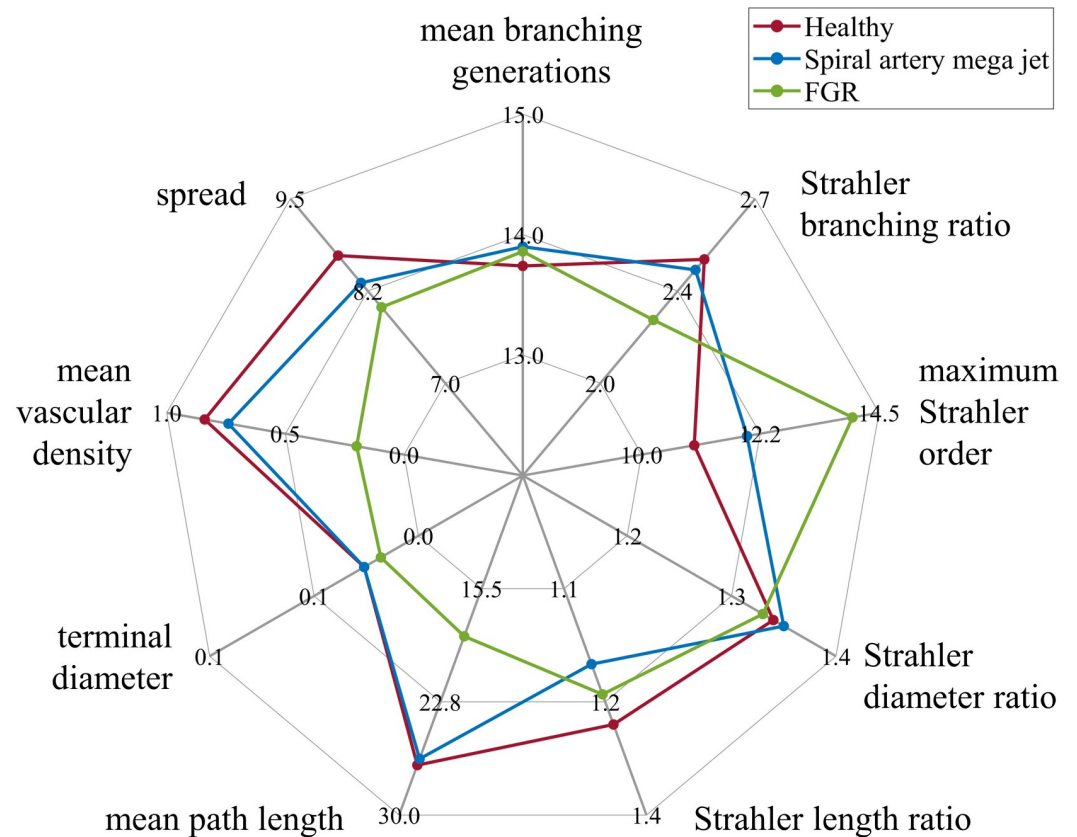 Healthy
Spiral artery mega jet
FGR
mean branching
generations
15.0
14.0
13.0
Strahler
branching ratio
2.7
2.4
2.0
maximum
Strahler
order
14.5
12.2
10.0
Strahler
diameter ratio
1.4
1.3
1.2
Strahler length ratio
1.4
1.2
1.1
mean path length
30.0
22.8
15.5
terminal
diameter
0.1
0.1
0.0
mean
vascular
density
1.0
0.5
0.0
spread
9.5
8.2
7.0